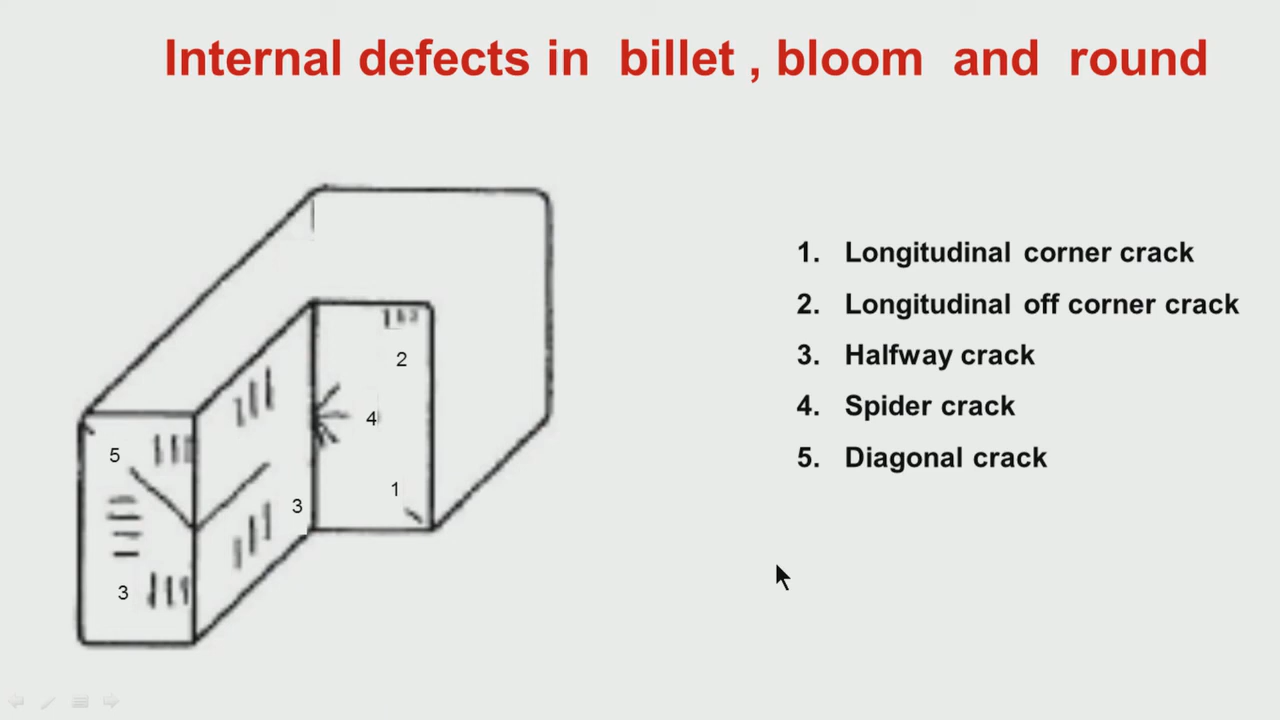 Internal defects in billet , bloom and round
1. Longitudinal corner crack
2. Longitudinal off corner crack
3. Halfway crack
4. Spider crack
5. Diagonal crack
2
4
5
1
3
3